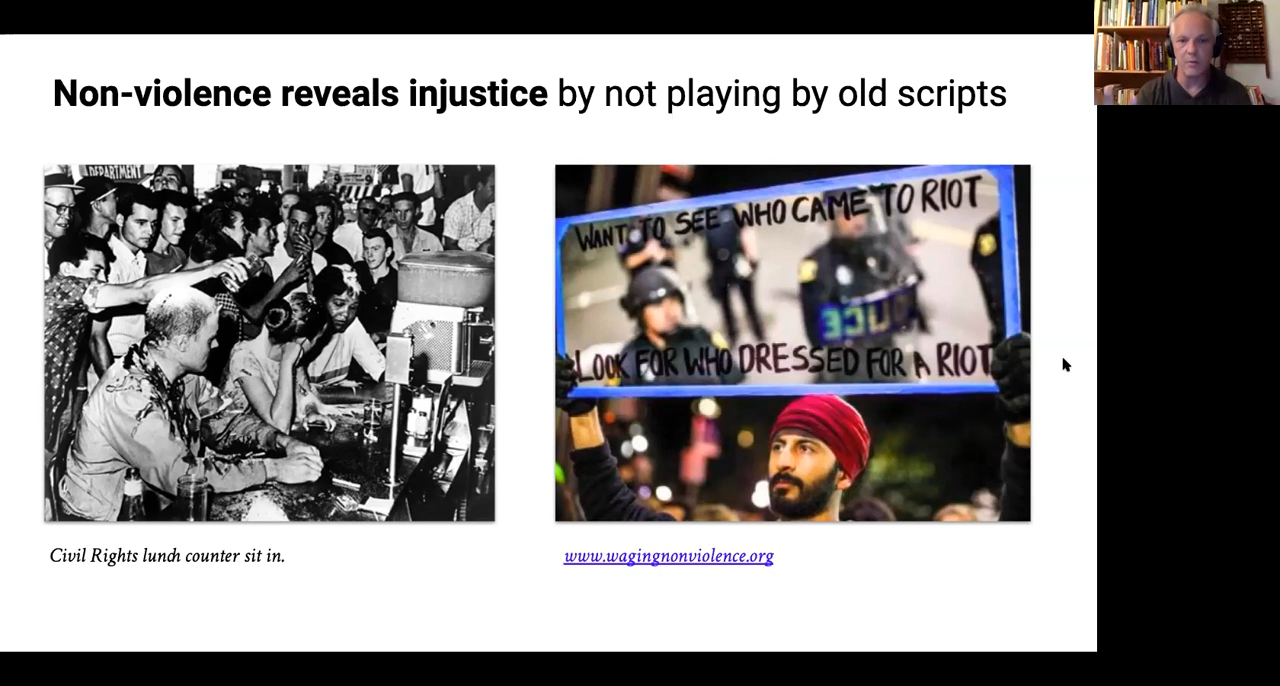 Non-violence reveals injustice by not playing by old scripts
DEPARTMENT
WANT TO SEE WHO CAME TO RIOT
POLICE
LOOK FOR WHO DRESSED FOR A RIOT
Civil Rights lunch counter sit in.
www.wagingnonviolence.org